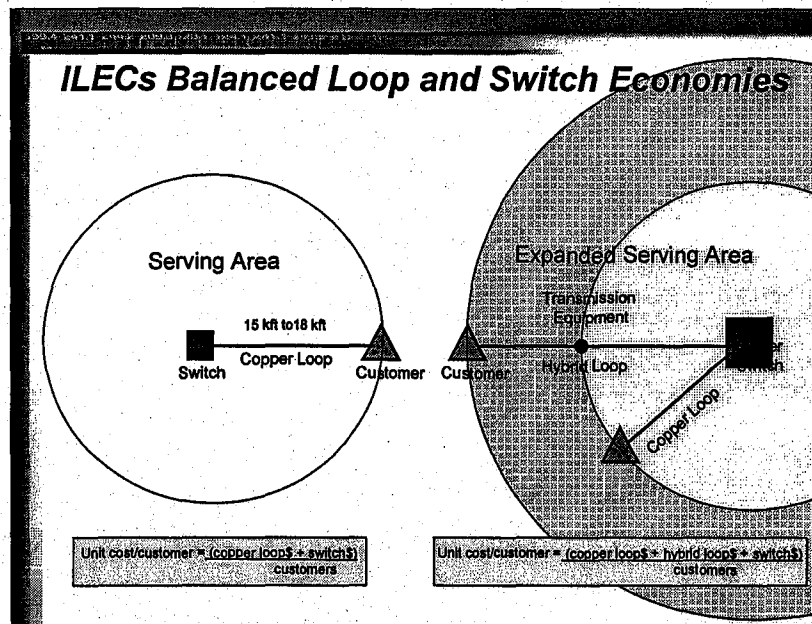 ILECs Balanced Loop and Switch Economies
Serving Area
15 kft to18 kft
Copper Loop
Switch
Customer
Expanded Serving Area
Transmission
Equipment
Customer
Hybrid Loop
Switch
Copper Loop
Unit cost/customer = (copper loop$ + switch$)
customers
Unit cost/customer = (copper loop$ + hybrid loop$ + switch$)
customers